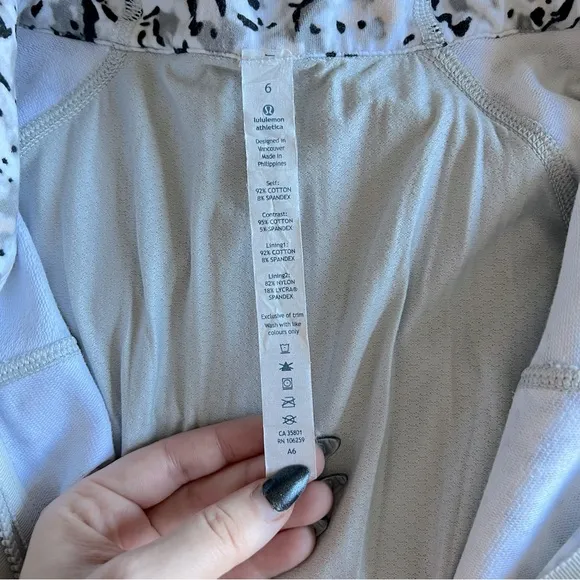 6
lululemon
athletica
Designed in
Vancouver
Made in
Philippines
Self:
92% COTTON
8% SPANDEX
Contrast:
95% COTTON
5% SPANDEX
Lining1:
92% COTTON
8% SPANDEX
Lining2:
82% NYLON
18% LYCRA®
SPANDEX
Exclusive of trim
Wash with like
colours only
CA 35801
RN 106259
A6